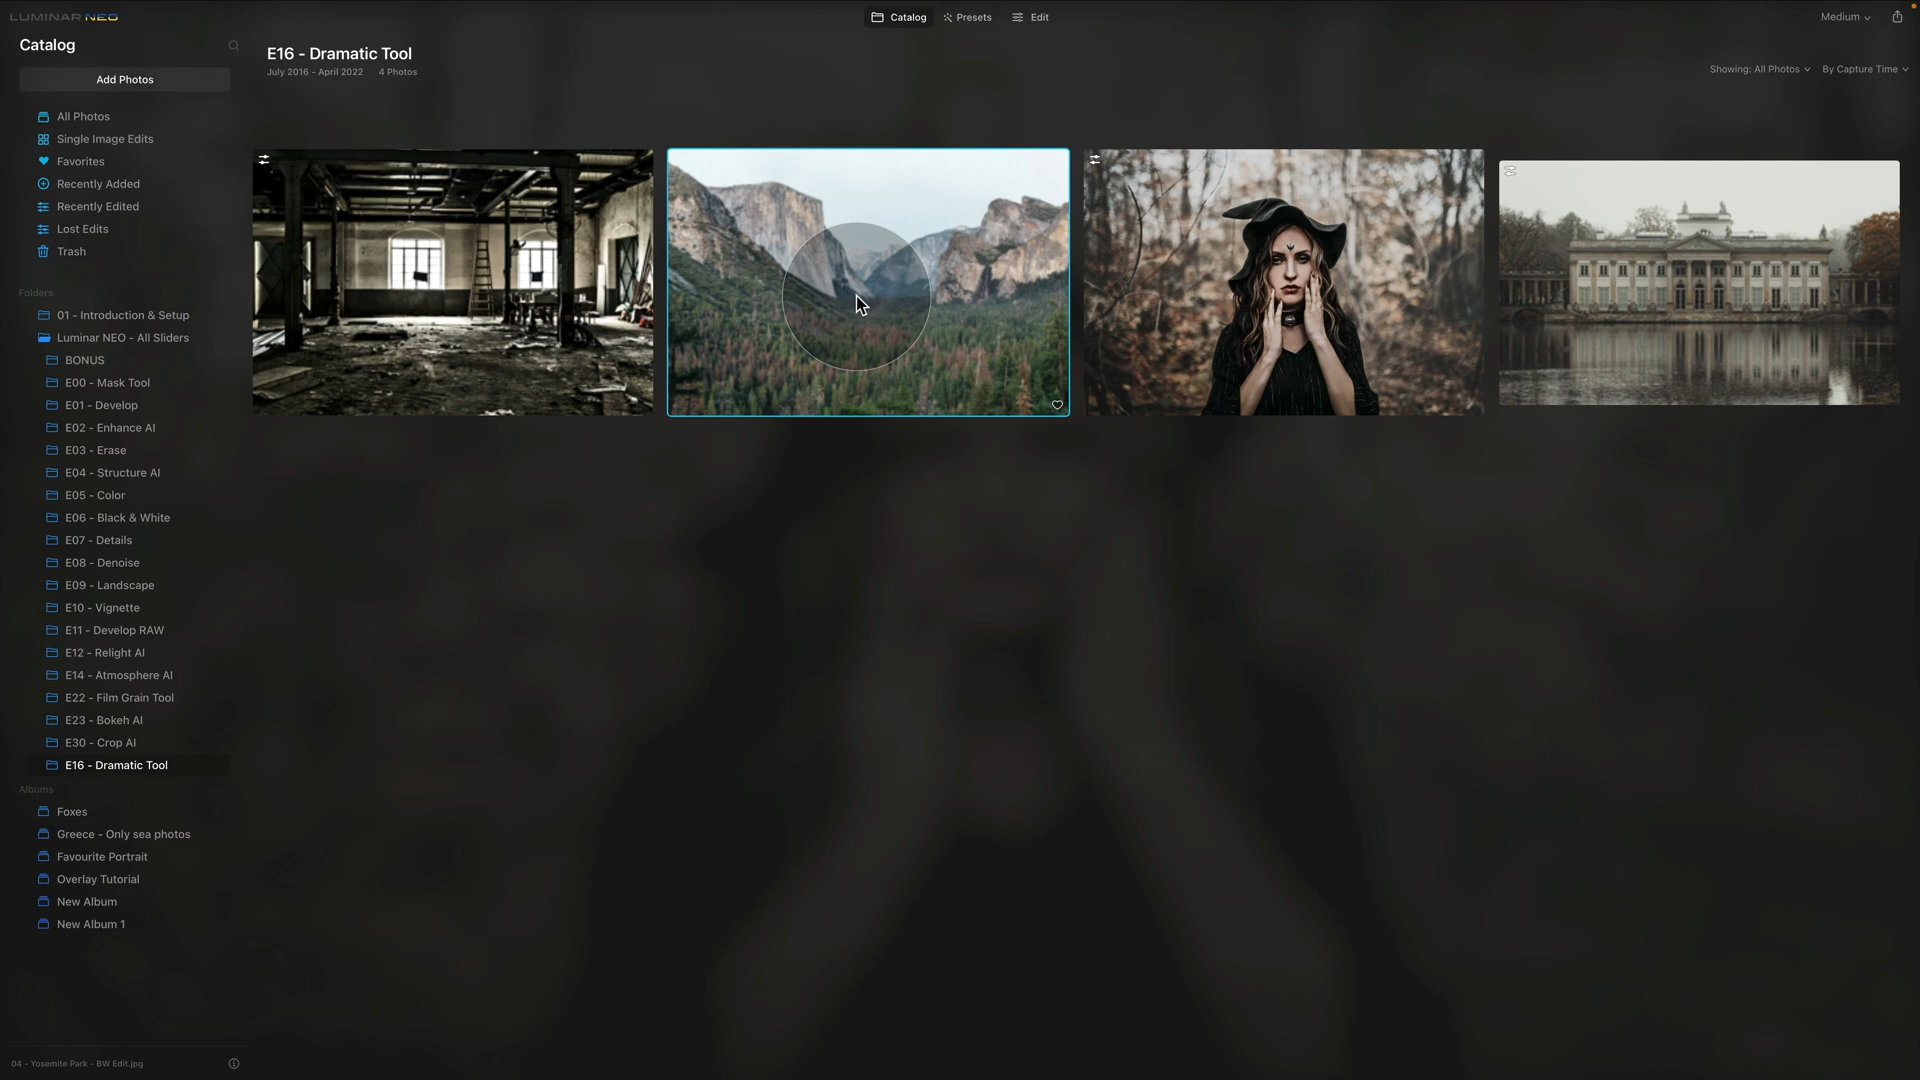 LUMINAR NEO
Catalog
Presets
Edit
Medium
Catalog
Add Photos
All Photos
Single Image Edits
Favorites
Recently Added
Recently Edited
Lost Edits
Trash
Folders
01 - Introduction & Setup
Luminar NEO - All Sliders
BONUS
E00 - Mask Tool
E01 - Develop
E02 - Enhance AI
E03 - Erase
E04 - Structure AI
E05 - Color
E06 - Black & White
E07 - Details
E08 - Denoise
E09 - Landscape
E10 - Vignette
E11 - Develop RAW
E12 - Relight AI
E14 - Atmosphere AI
E22 - Film Grain Tool
E23 - Bokeh AI
E30 - Crop AI
E16 - Dramatic Tool
Albums
Foxes
Greece - Only sea photos
Favourite Portrait
Overlay Tutorial
New Album
New Album 1
04 - Yosemite Park - BW Edit.jpg
E16 - Dramatic Tool
July 2016 - April 2022 4 Photos
Showing: All Photos By Capture Time